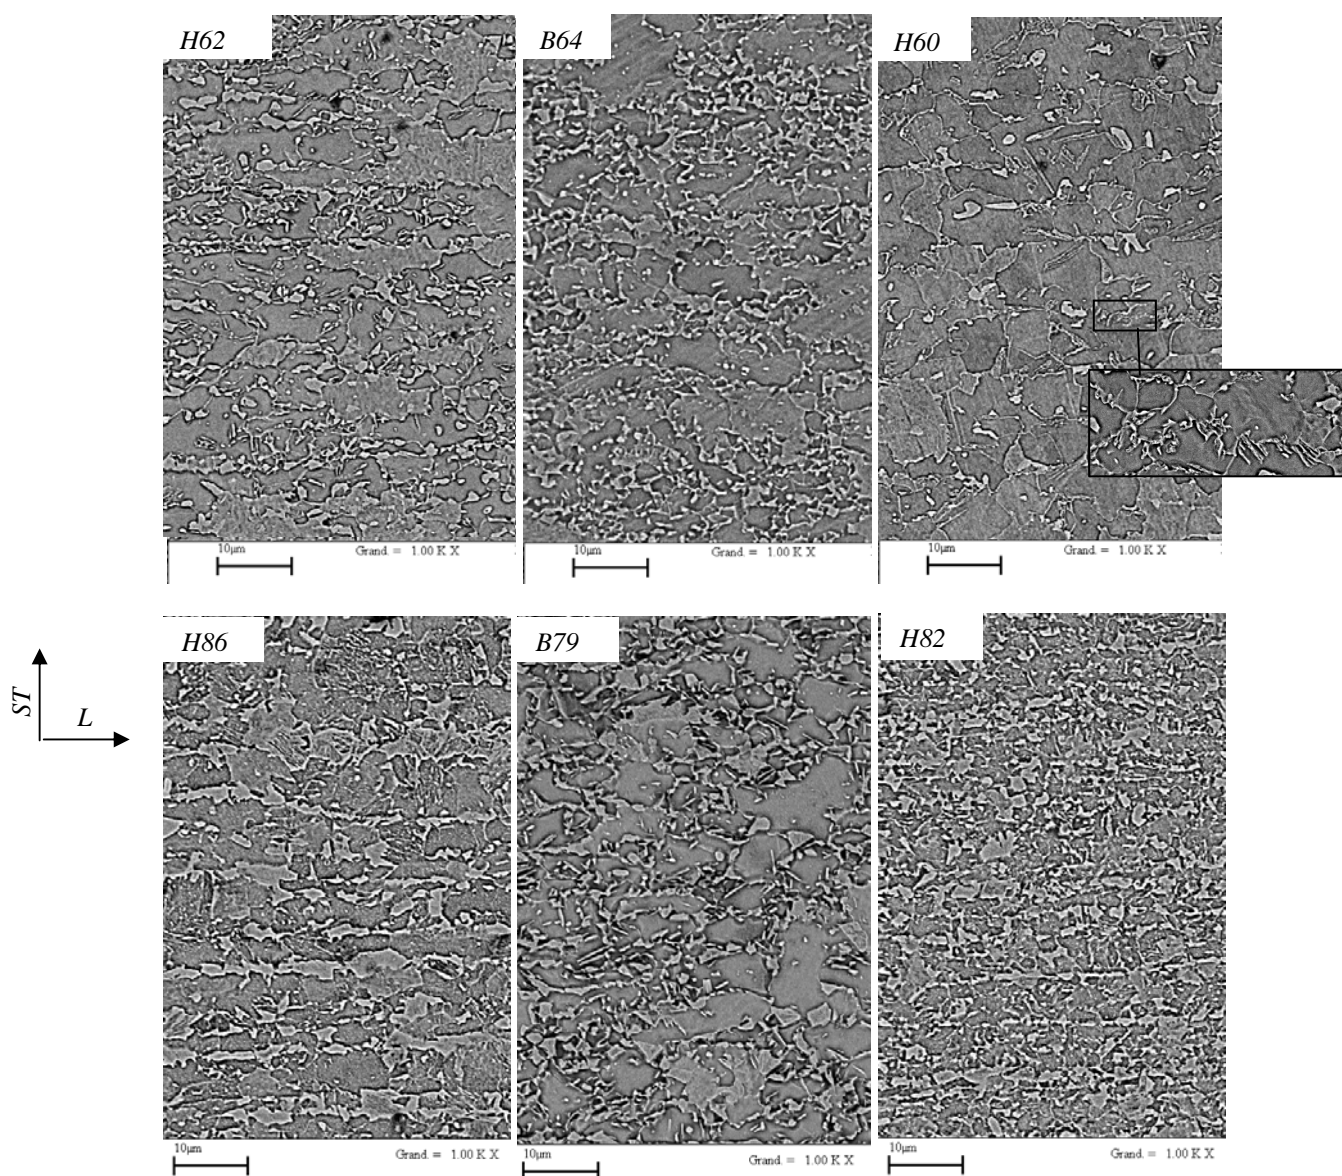 H62
B64
H60
10µm
Grand. = 1.00 K X
10µm
Grand. = 1.00 K X
10µm
Grand. = 1.00 K X
H86
B79
H82
ST
L
10µm
Grand. = 1.00 K X
10µm
Grand. = 1.00 K X
10µm
Grand. = 1.00 K X